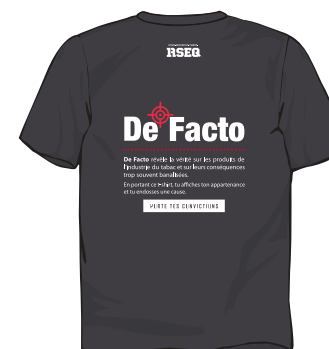 RSEQ
De Facto
De Facto révèle la vérité sur les produits de
l'industrie du tabac et sur leurs conséquences
trop souvent banalisées.
En portant ce t-shirt, tu affiches ton appartenance
et tu endosses une cause.
PORTE TES CONVICTIONS